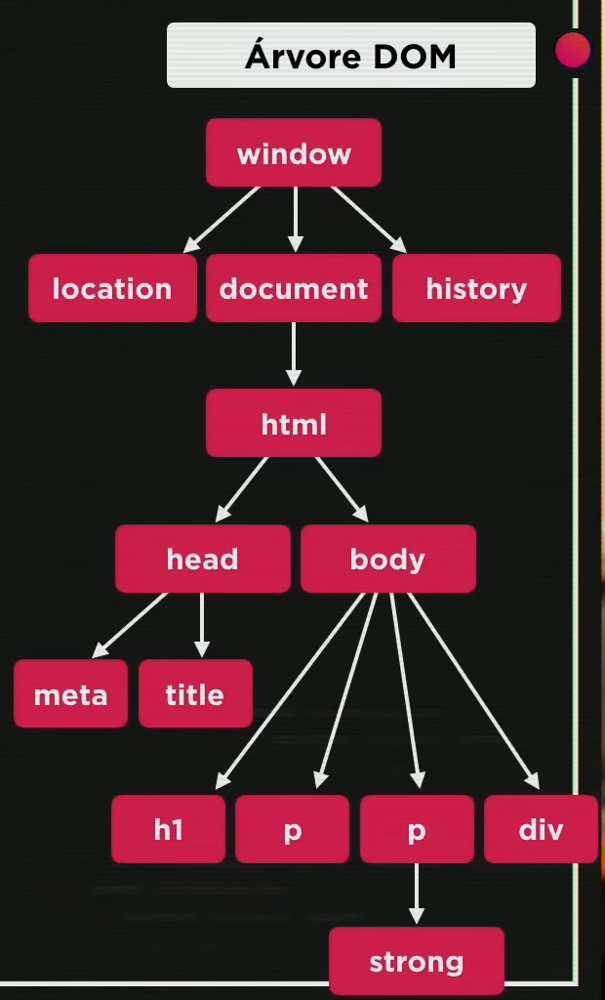 Árvore DOM
window
location document history
html
head body
meta title
h1 p p div
strong